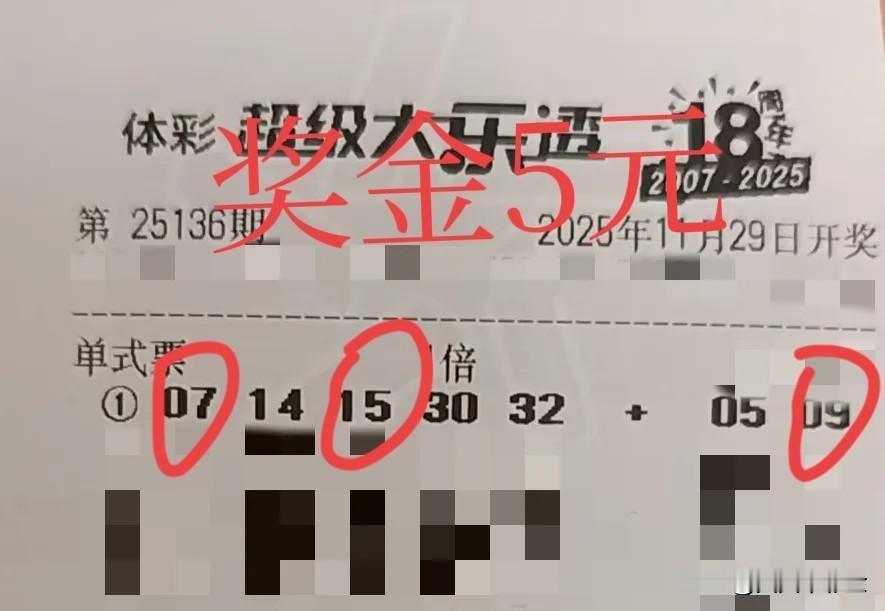 体彩 超级大乐透 18周年
2007-2025
奖金5元
第 25136期 2025年11月29日开奖
单式票 1倍
① 07 14 15 30 32 + 05 09